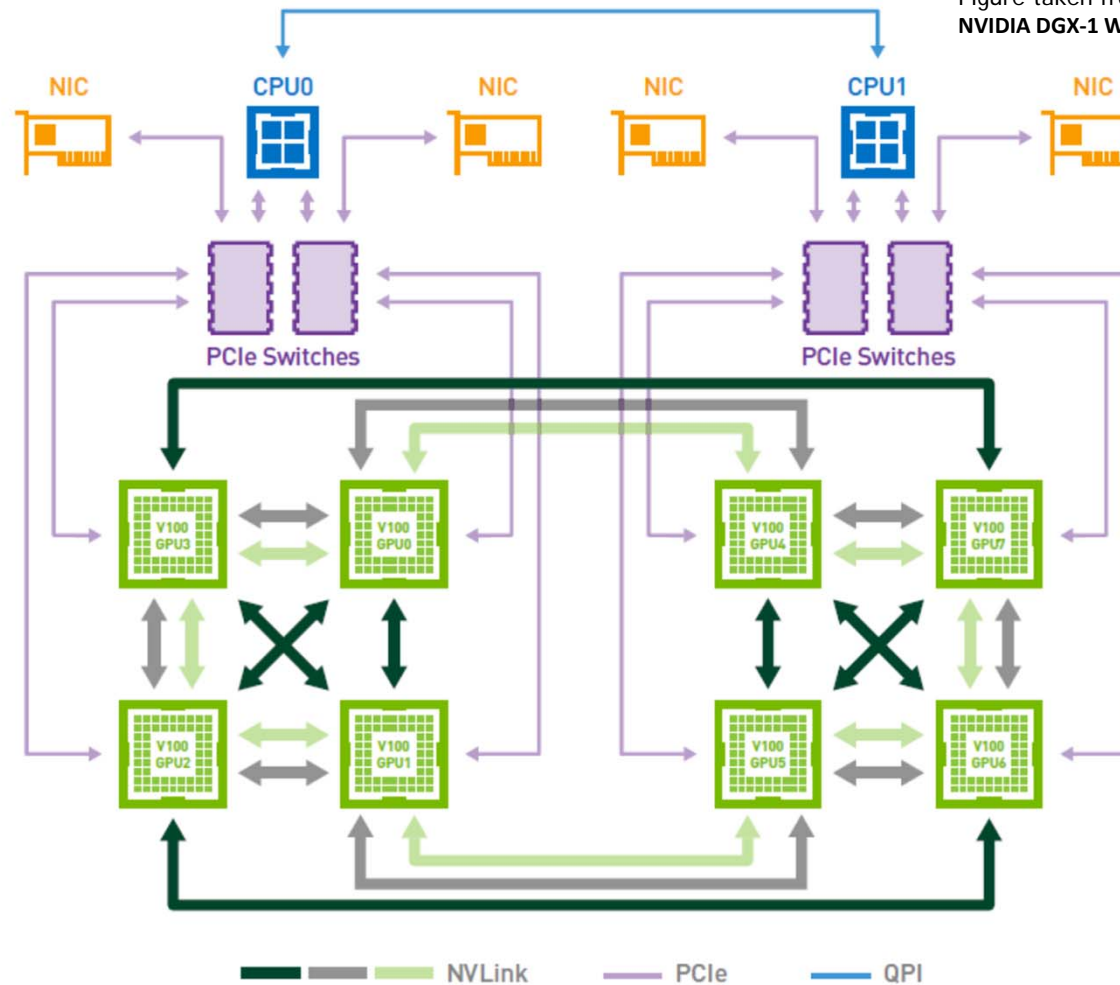 NVIDIA DGX-1 W
NIC
CPU0
NIC
NIC
CPU1
NIC
PCIe Switches
PCIe Switches
V100
GPU3
V100
GPU0
V100
GPU4
V100
GPU7
V100
GPU2
V100
GPU1
V100
GPU5
V100
GPU6
NVLink
PCIe
QPI